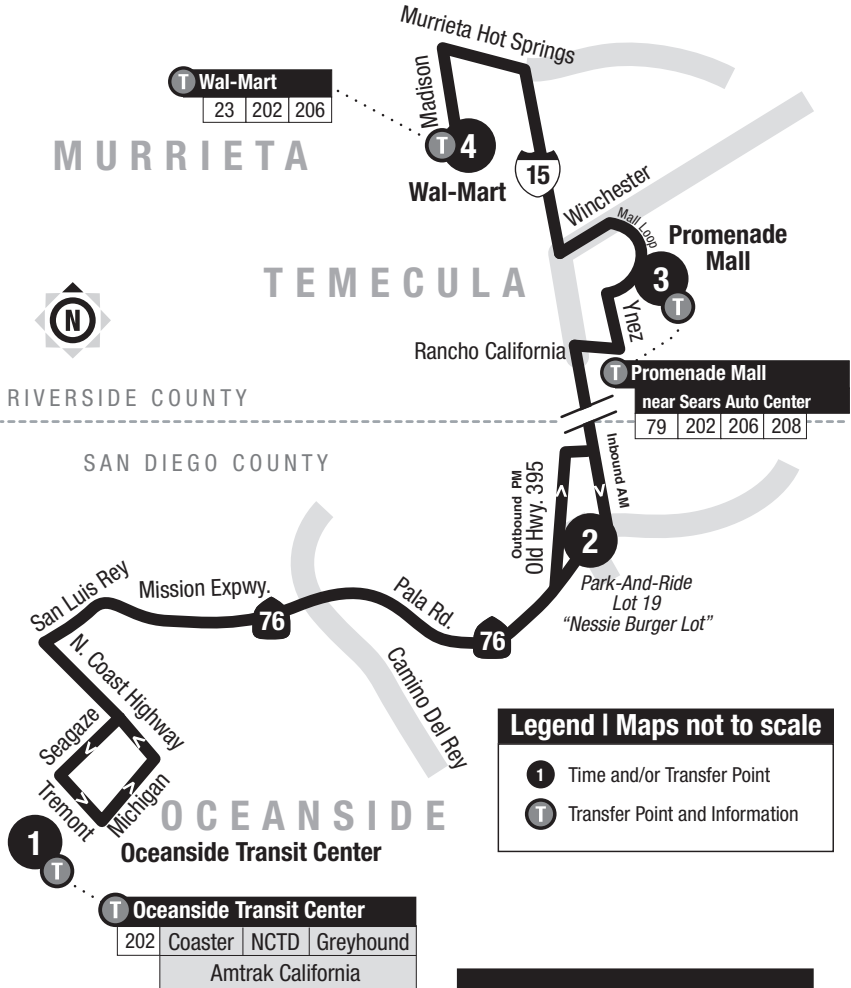 Murrieta Hot Springs
T Wal-Mart
23 202 206
Madison
MURRIETA
T 4
Wal-Mart
15
Winchester
Mall Loop
Promenade
Mall
3
T
TEMECULA
N
Ynez
Rancho California
T Promenade Mall
near Sears Auto Center
79 202 206 208
RIVERSIDE COUNTY
SAN DIEGO COUNTY
Inbound AM
Outbound PM
Old Hwy. 395
2
Park-And-Ride
Lot 19
“Nessie Burger Lot”
San Luis Rey
Mission Expwy.
76
Pala Rd.
76
N. Coast Highway
Camino Del Rey
Seagaze
Tremont
Michigan
OCEANSIDE
1
T
Oceanside Transit Center
T Oceanside Transit Center
202 Coaster NCTD Greyhound
Amtrak California
Legend | Maps not to scale
1 Time and/or Transfer Point
T Transfer Point and Information